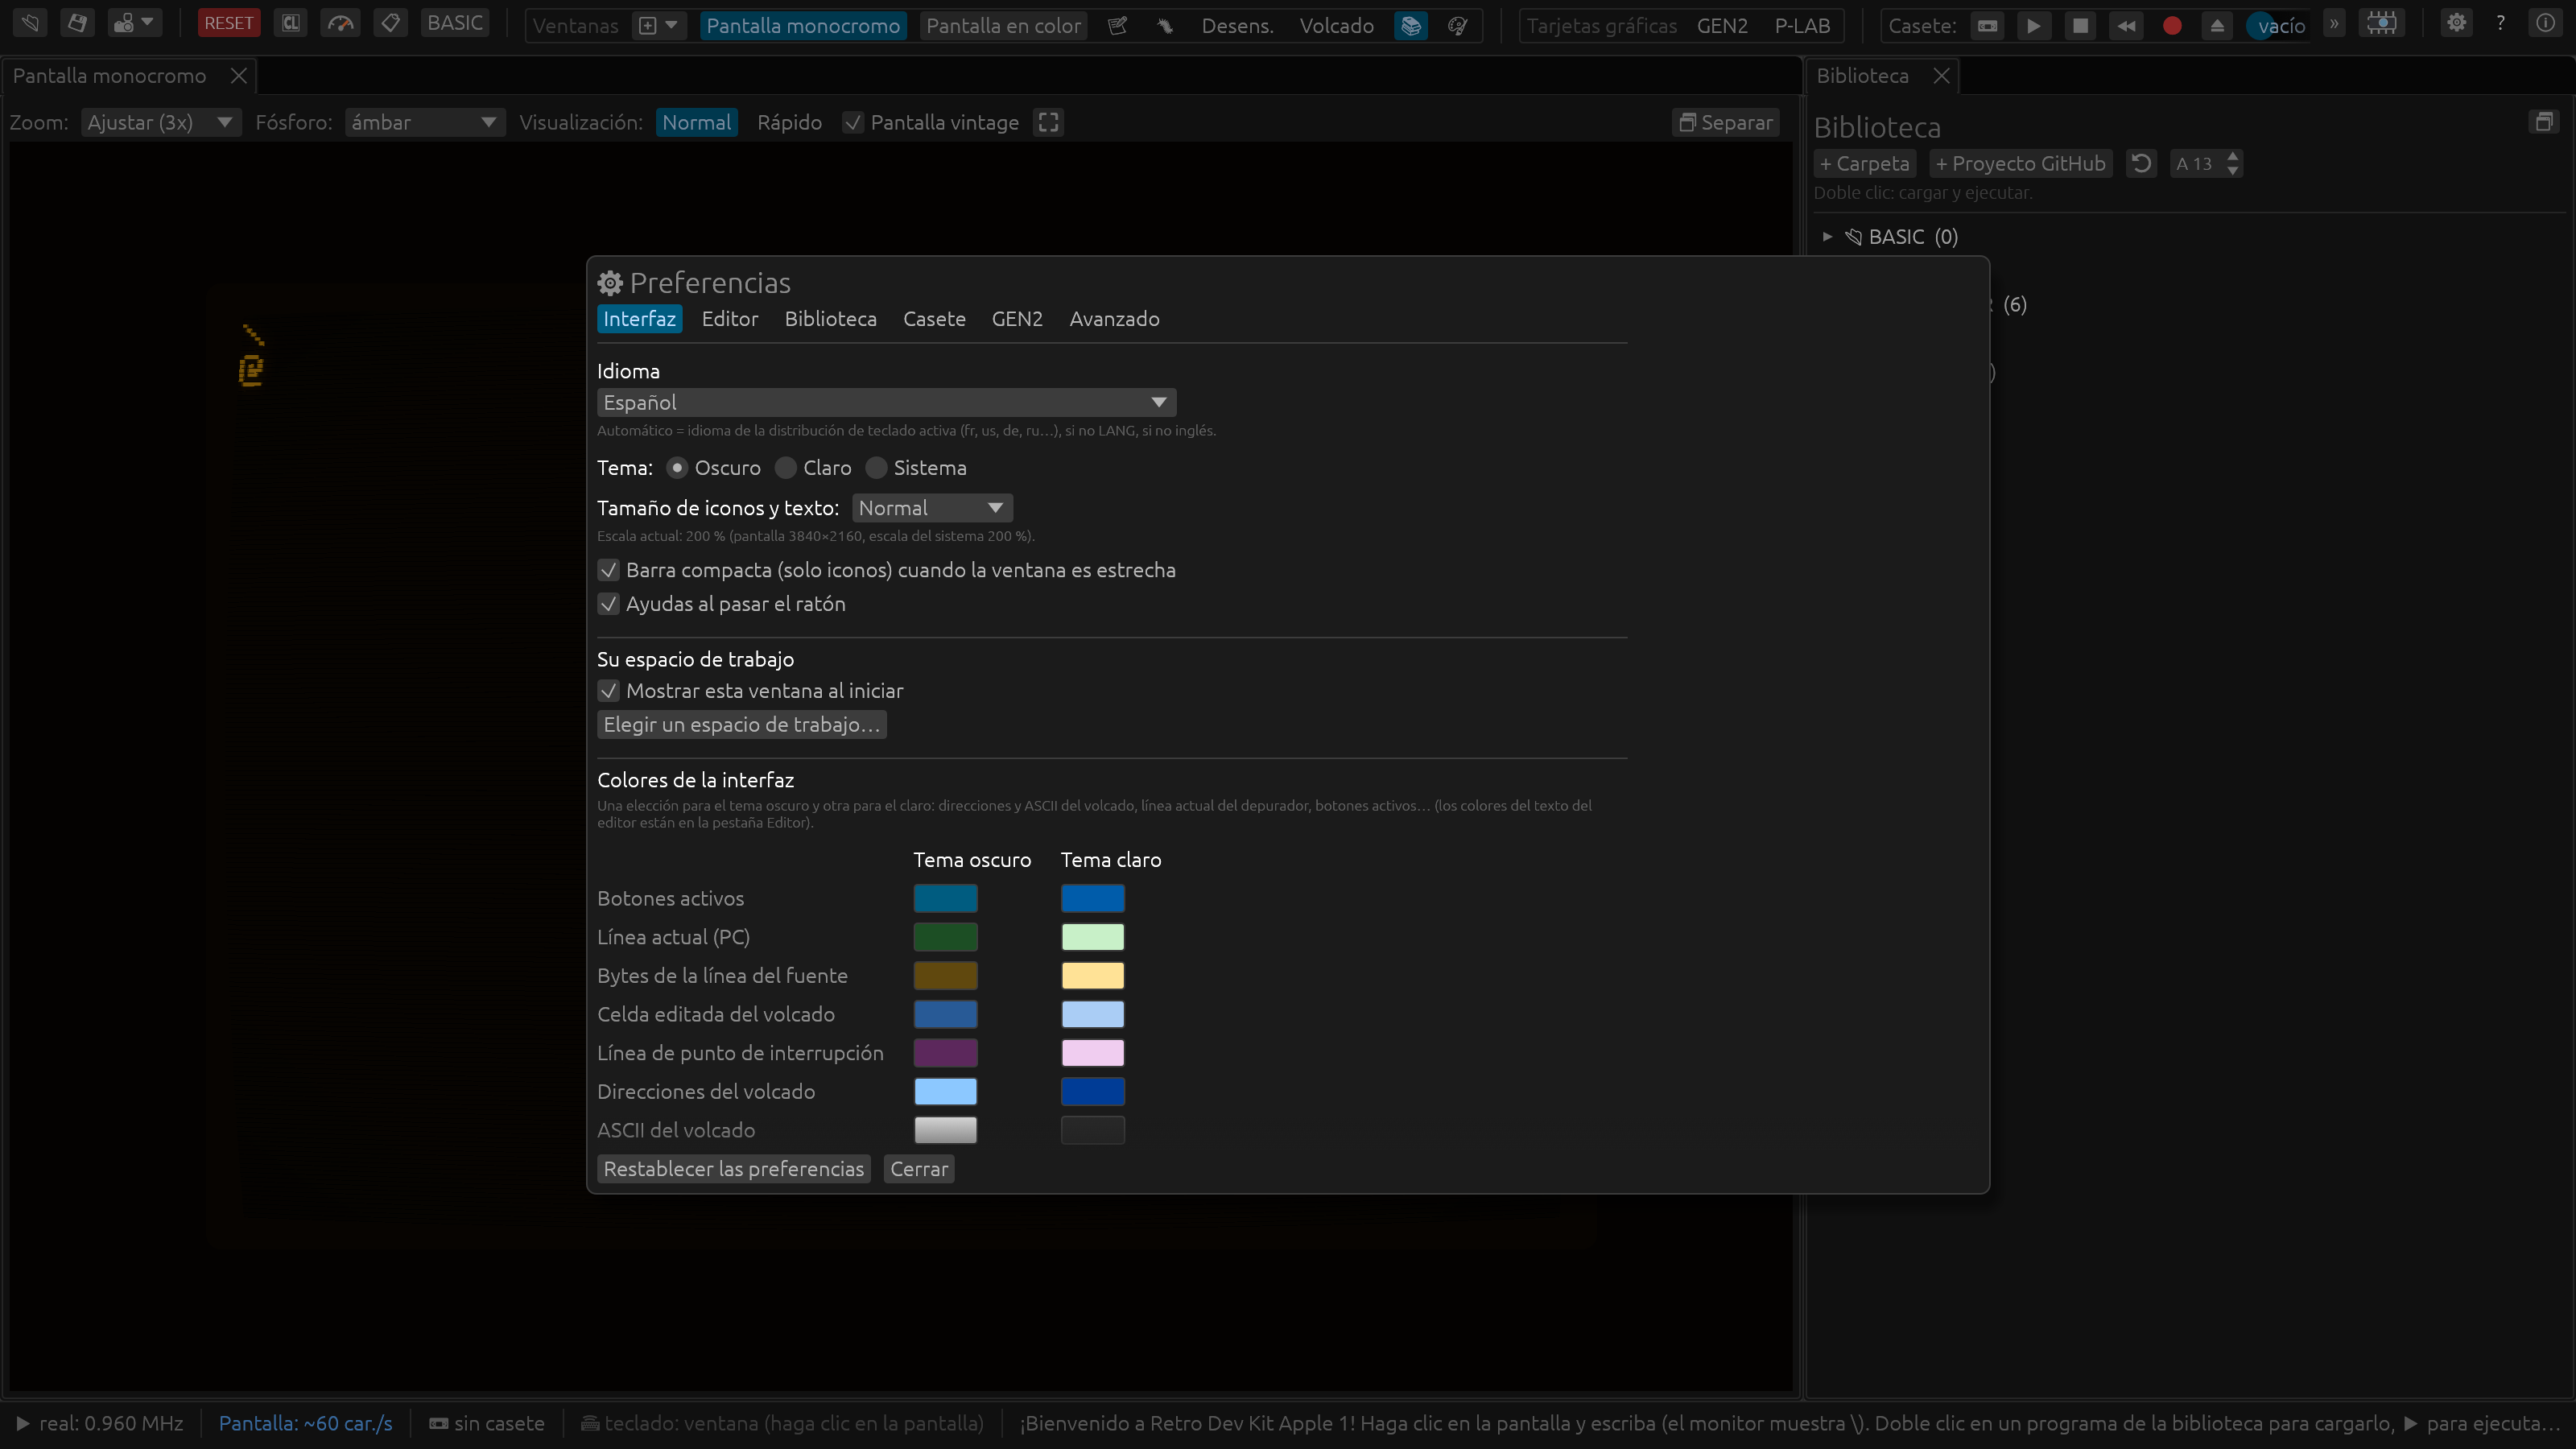 RESET BASIC Ventanas Pantalla monocromo Pantalla en color Desens. Volcado Tarjetas gráficas GEN2 P-LAB Casete: vacío » ?
Pantalla monocromo
Biblioteca
Zoom: Ajustar (3x) Fósforo: ámbar Visualización: Normal Rápido Pantalla vintage Separar
Biblioteca
+ Carpeta + Proyecto GitHub A 13
Doble clic: cargar y ejecutar.
BASIC (0)
(6)
)
\
@
Preferencias
Interfaz Editor Biblioteca Casete GEN2 Avanzado
Idioma
Español
Automático = idioma de la distribución de teclado activa (fr, us, de, ru…), si no LANG, si no inglés.
Tema: Oscuro Claro Sistema
Tamaño de iconos y texto: Normal
Escala actual: 200 % (pantalla 3840×2160, escala del sistema 200 %).
Barra compacta (solo iconos) cuando la ventana es estrecha
Ayudas al pasar el ratón
Su espacio de trabajo
Mostrar esta ventana al iniciar
Elegir un espacio de trabajo…
Colores de la interfaz
Una elección para el tema oscuro y otra para el claro: direcciones y ASCII del volcado, línea actual del depurador, botones activos… (los colores del texto del
editor están en la pestaña Editor).
Tema oscuro Tema claro
Botones activos
Línea actual (PC)
Bytes de la línea del fuente
Celda editada del volcado
Línea de punto de interrupción
Direcciones del volcado
ASCII del volcado
Restablecer las preferencias Cerrar
real: 0.960 MHz Pantalla: ~60 car./s sin casete teclado: ventana (haga clic en la pantalla) ¡Bienvenido a Retro Dev Kit Apple 1! Haga clic en la pantalla y escriba (el monitor muestra \). Doble clic en un programa de la biblioteca para cargarlo, ▶ para ejecuta…